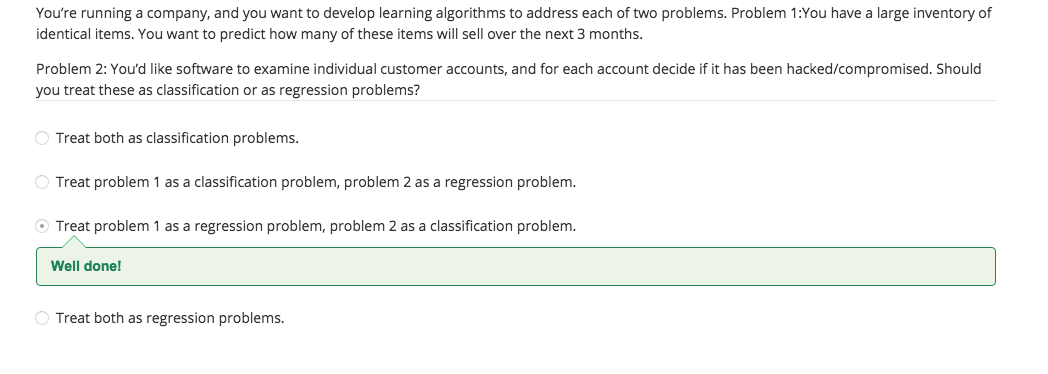 You're running a company, and you want to develop learning algorithms to address each of two problems. Problem 1:You have a large inventory of
identical items. You want to predict how many of these items will sell over the next 3 months.
Problem 2: You'd like software to examine individual customer accounts, and for each account decide if it has been hacked/compromised. Should
you treat these as classification or as regression problems?
Treat both as classification problems.
Treat problem 1 as a classification problem, problem 2 as a regression problem.
Treat problem 1 as a regression problem, problem 2 as a classification problem.
Well done!
Treat both as regression problems.